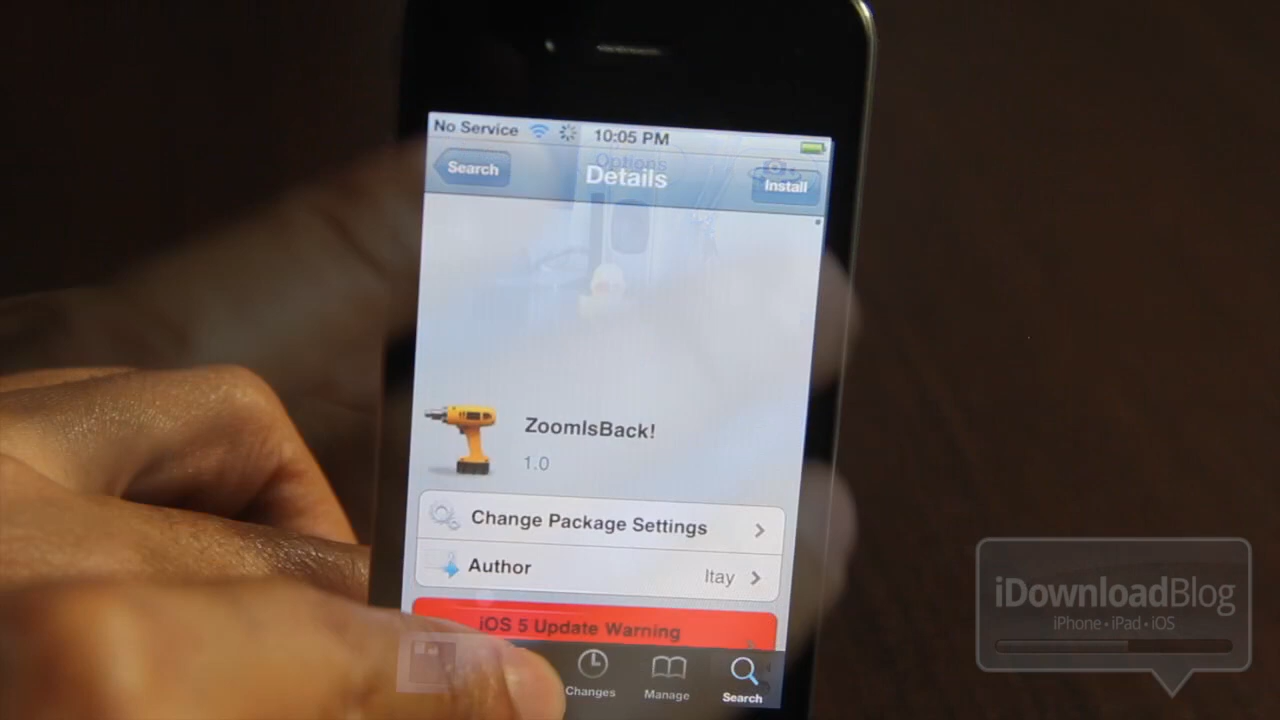 No Service 10:05 PM
Options
Search Details Install
ZoomIsBack!
1.0
Change Package Settings
Author Itay
iOS 5 Update Warning
Changes Manage Search
iDownloadBlog
iPhone • iPad • iOS